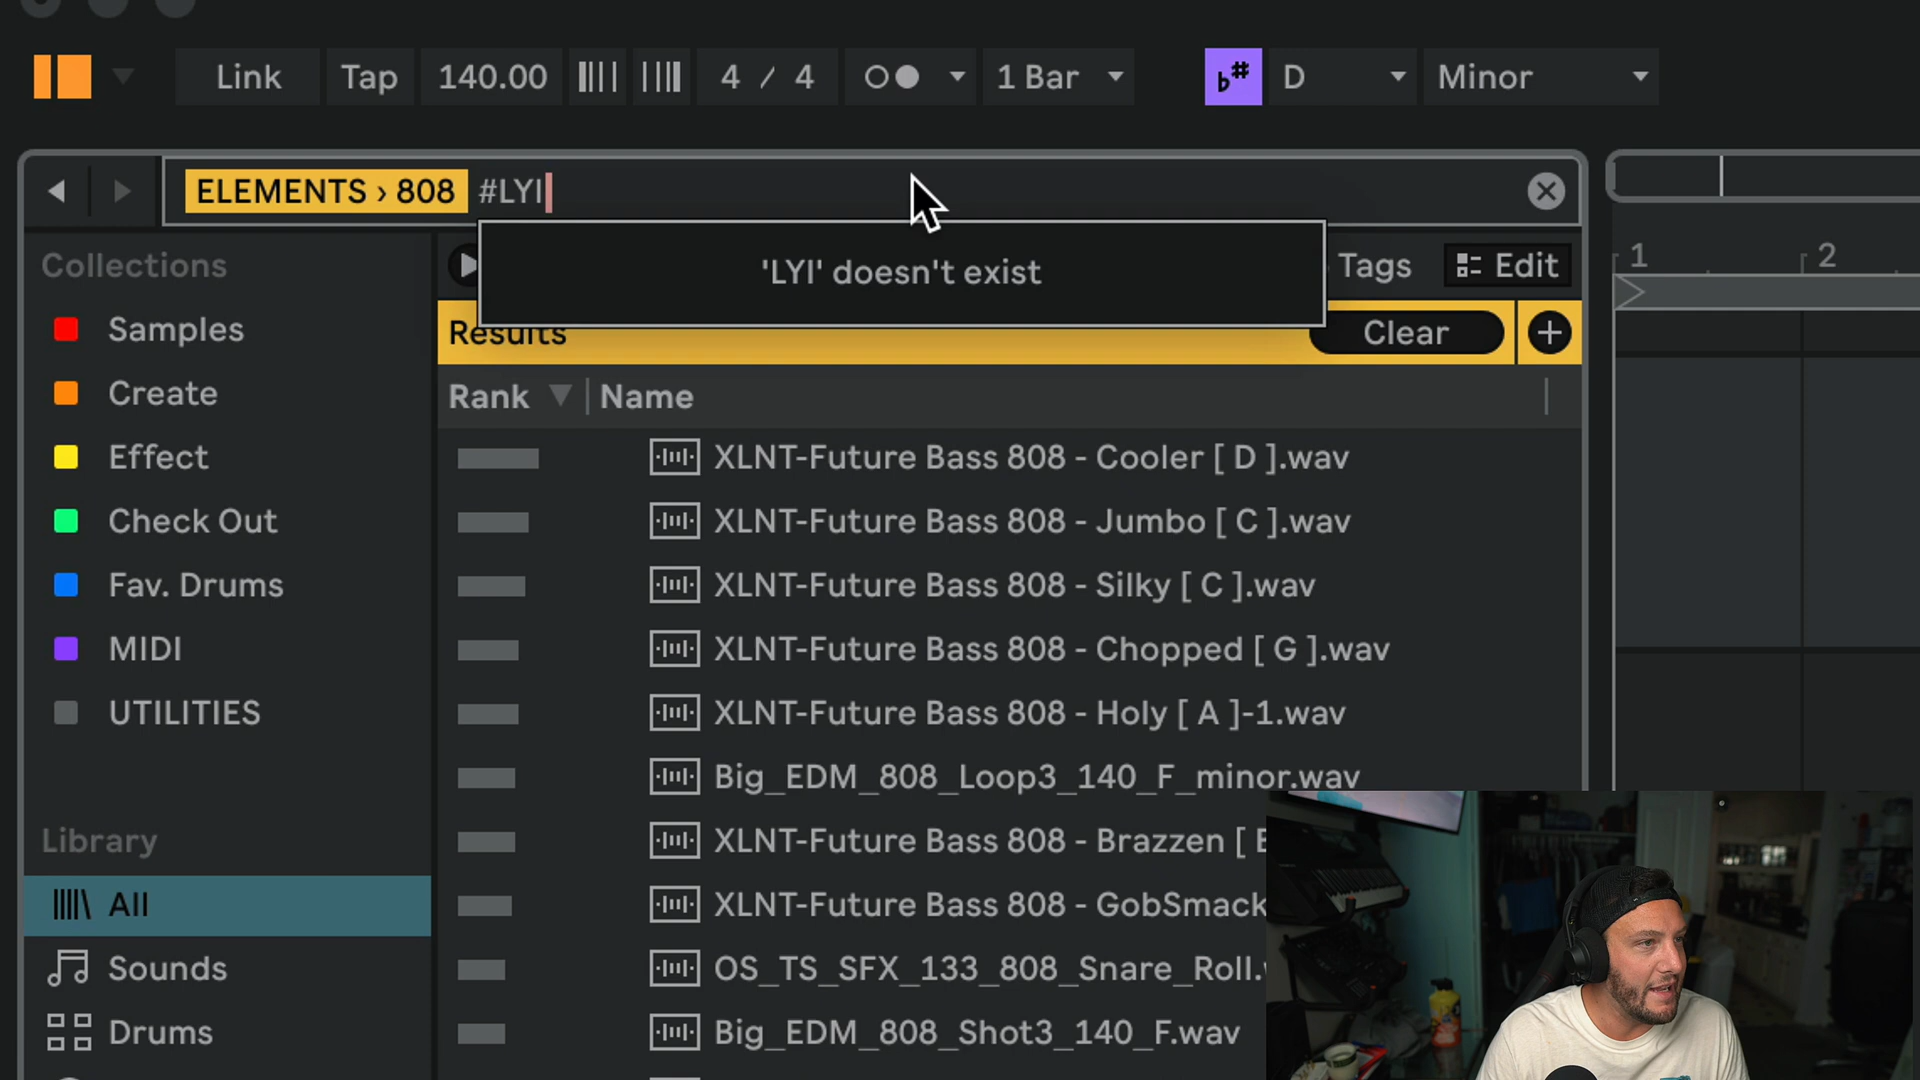 Link Tap 140.00 4 / 4 1 Bar ♭# D Minor
ELEMENTS › 808 #LYI
'LYI' doesn't exist
Tags Edit
1 2
Results Clear
Rank Name
Collections
Samples
Create
Effect
Check Out
Fav. Drums
MIDI
UTILITIES
Library
All
Sounds
Drums
XLNT-Future Bass 808 - Cooler [ D ].wav
XLNT-Future Bass 808 - Jumbo [ C ].wav
XLNT-Future Bass 808 - Silky [ C ].wav
XLNT-Future Bass 808 - Chopped [ G ].wav
XLNT-Future Bass 808 - Holy [ A ]-1.wav
Big_EDM_808_Loop3_140_F_minor.wav
XLNT-Future Bass 808 - Brazzen [
XLNT-Future Bass 808 - GobSmack
OS_TS_SFX_133_808_Snare_Roll.
Big_EDM_808_Shot3_140_F.wav